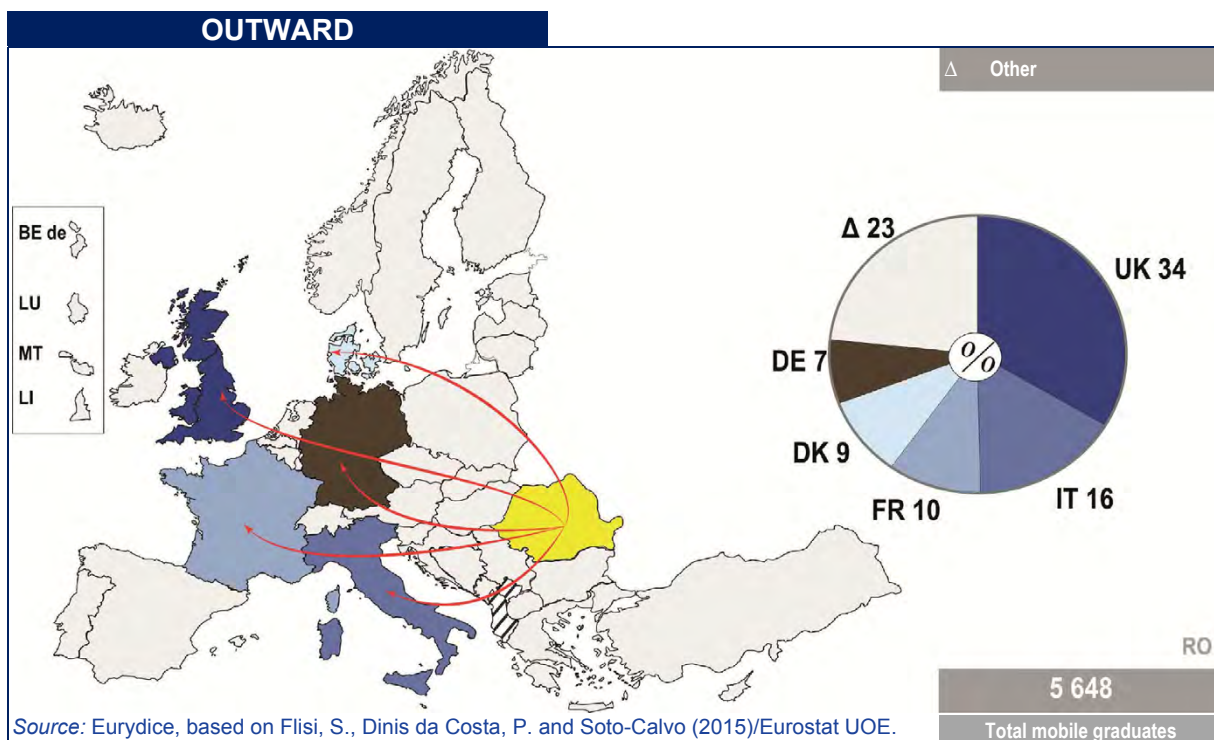 OUTWARD
Δ Other
BE de
LU
MT
LI
Δ 23
UK 34
DE 7
%
DK 9
FR 10
IT 16
RO
5 648
Total mobile graduates
Source: Eurydice, based on Flisi, S., Dinis da Costa, P. and Soto-Calvo (2015)/Eurostat UOE.